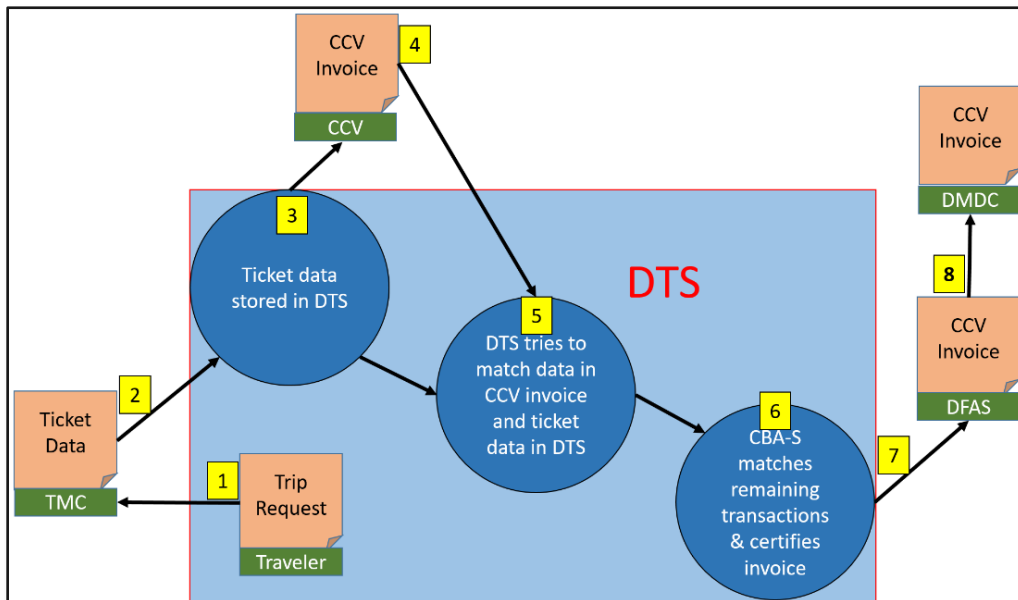 CCV
Invoice
CCV
4
3
Ticket data
stored in DTS
DTS
5
DTS tries to
match data in
CCV invoice
and ticket
data in DTS
2
Ticket
Data
TMC
1
Trip
Request
Traveler
6
CBA-S
matches
remaining
transactions
& certifies
invoice
7
CCV
Invoice
DFAS
8
CCV
Invoice
DMDC